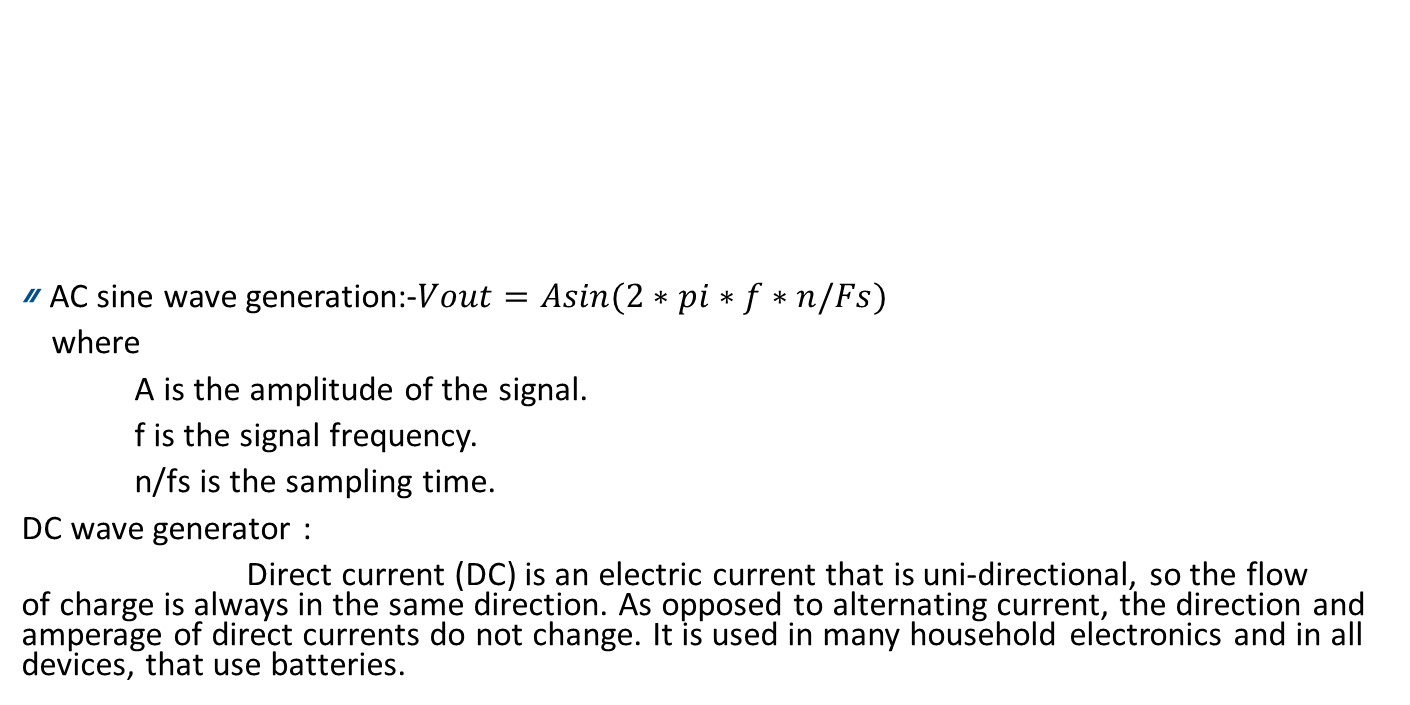 AC sine wave generation:-Vout = Asin(2 * pi * f * n/Fs)
where
A is the amplitude of the signal.
f is the signal frequency.
n/fs is the sampling time.
DC wave generator :
Direct current (DC) is an electric current that is uni-directional, so the flow
of charge is always in the same direction. As opposed to alternating current, the direction and
amperage of direct currents do not change. It is used in many household electronics and in all
devices, that use batteries.